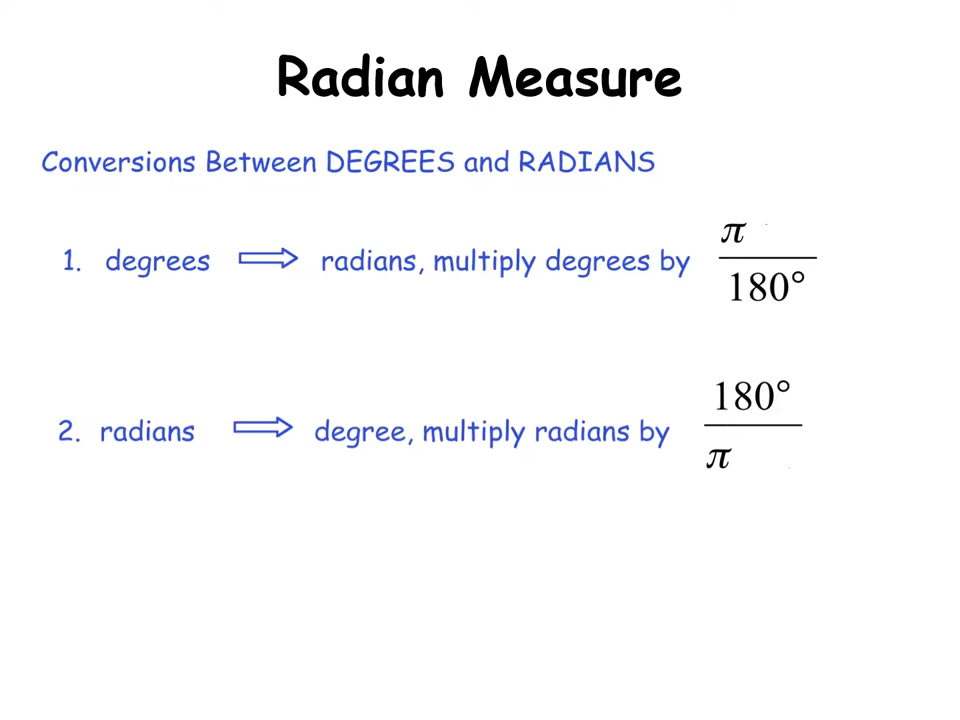 Radian Measure
Conversions Between DEGREES and RADIANS
π
1. degrees ⇒ radians, multiply degrees by
180°
180°
2. radians ⇒ degree, multiply radians by
π